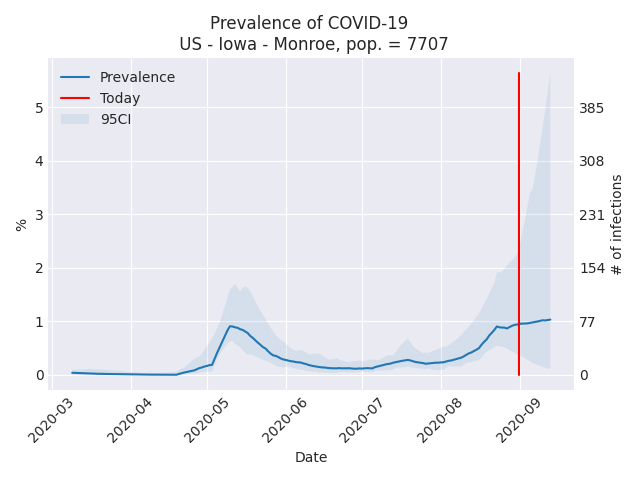 Prevalence of COVID-19
US - Iowa - Monroe, pop. = 7707
Prevalence
Today
95CI
5
4
3
2
1
0
%
385
308
231
154
77
0
# of infections
2020-03
2020-04
2020-05
2020-06
2020-07
2020-08
2020-09
Date